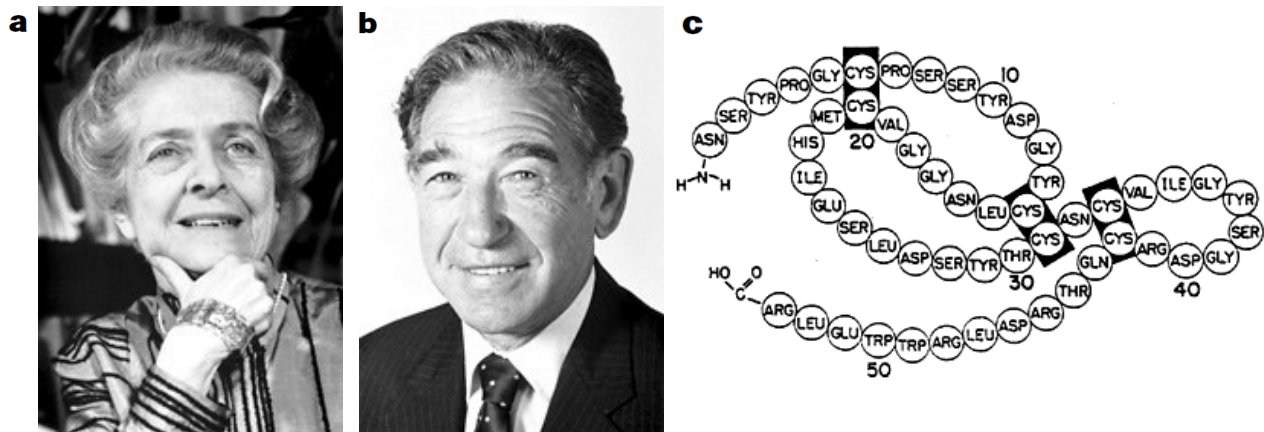 a
b
c
H N H
ASN SER TYR PRO GLY CYS PRO SER SER TYR
10
ASP GLY TYR CYS LEU ASN GLY GLY VAL CYS
20
MET HIS ILE GLU SER LEU ASP SER TYR THR
30
CYS ASN CYS VAL ILE GLY TYR SER GLY ASP
40
ARG CYS GLN THR ARG ASP LEU ARG TRP TRP
50
GLU LEU ARG
HO C O